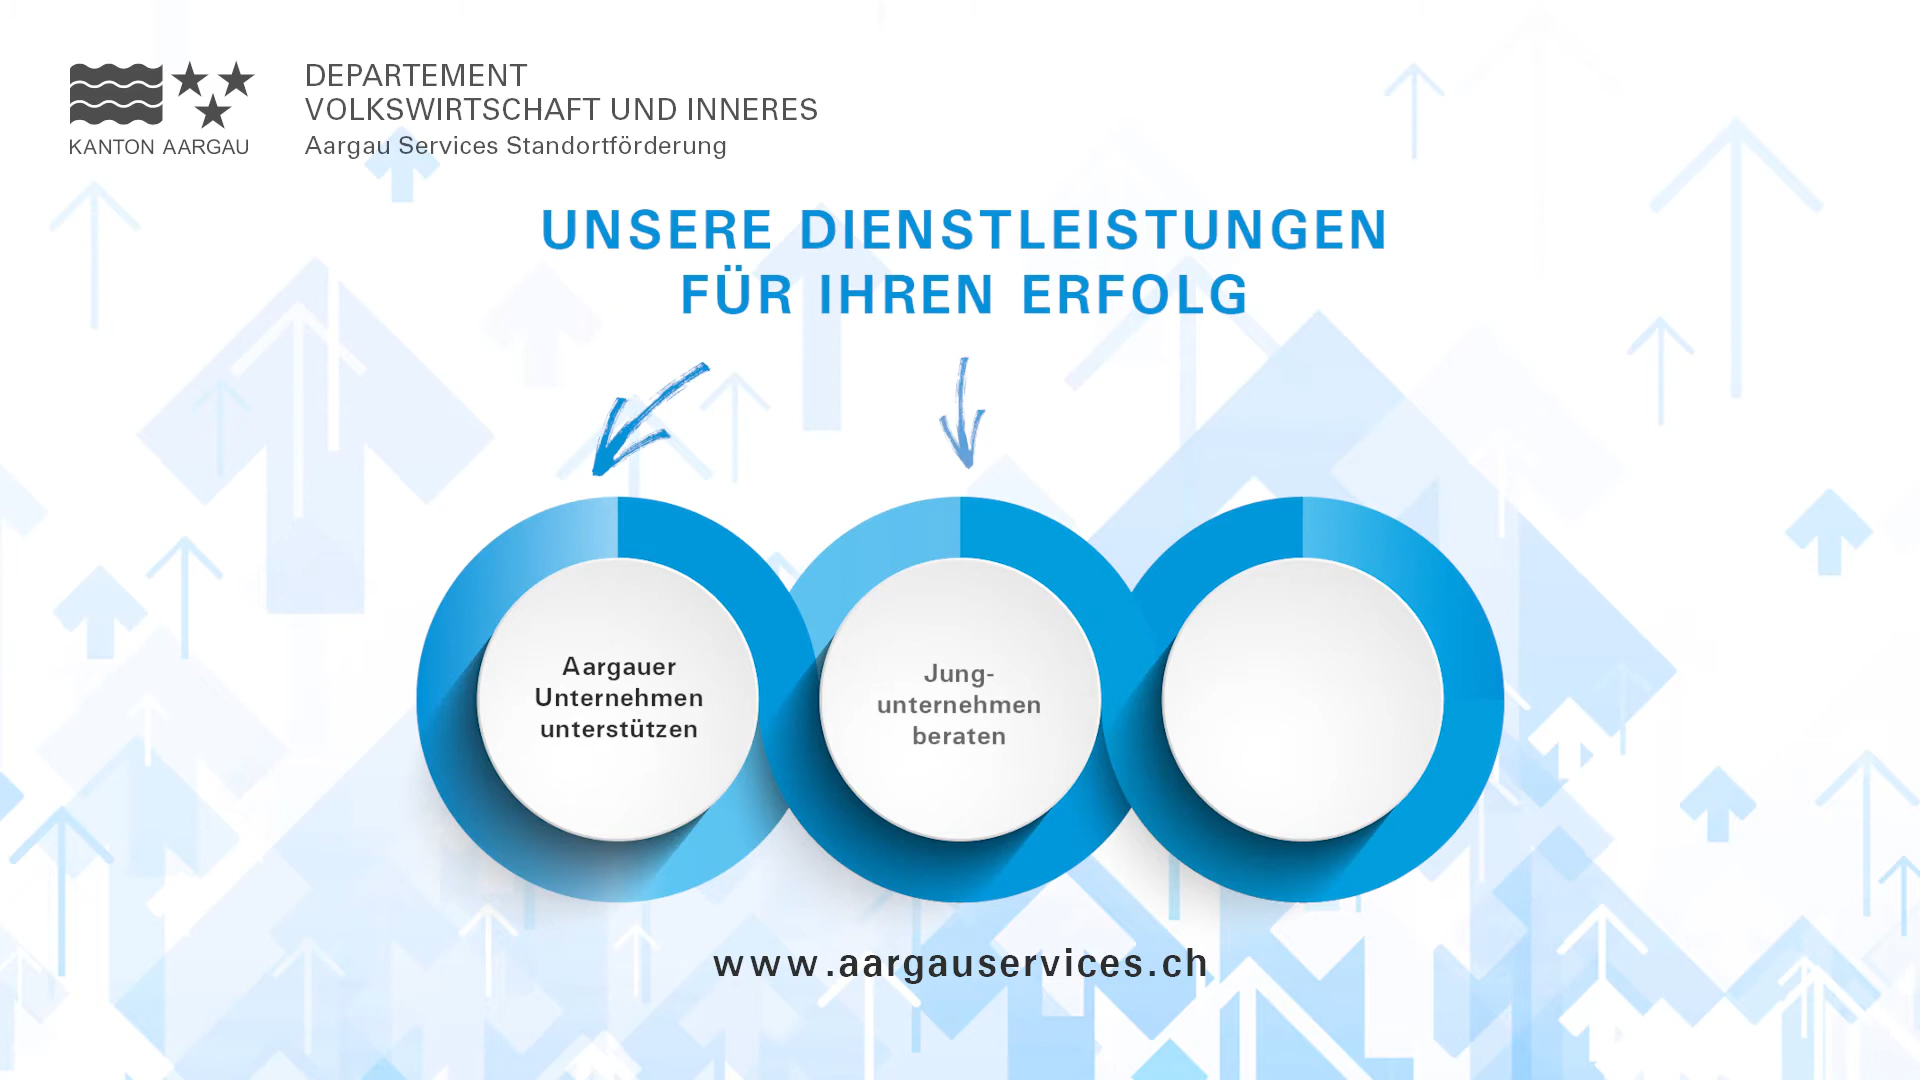 KANTON AARGAU
DEPARTEMENT
VOLKSWIRTSCHAFT UND INNERES
Aargau Services Standortförderung
UNSERE DIENSTLEISTUNGEN
FÜR IHREN ERFOLG
Aargauer
Unternehmen
unterstützen
Jung-
unternehmen
beraten
www.aargauservices.ch